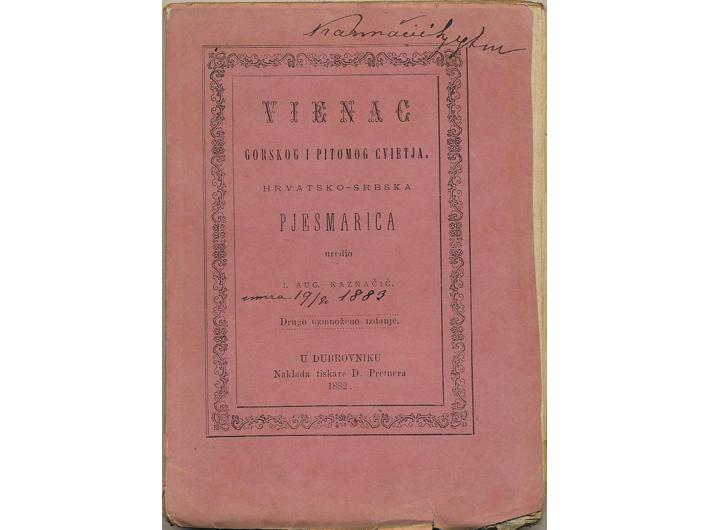 VIENAC
GORSKOG I PITOMOG CVIETJA.
HRVATSKO-SRBSKA
PJESMARICA
uredio
I. AUG. KAZNAČIĆ.
umro 19/2 1883
Drugo uzmnoženo izdanje.
U DUBROVNIKU
Naklada tiskare D. Pretnera
1882.